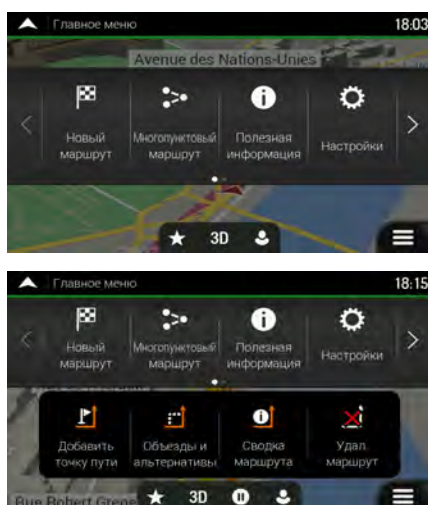 Главное меню 18:03
Avenue des Nations-Unies
Новый маршрут
Многопунктовый маршрут
Полезная информация
Настройки
3D
Главное меню 18:15
Новый маршрут
Многопунктовый маршрут
Полезная информация
Настройки
Добавить точку пути
Объезды и альтернативы
Сводка маршрута
Удал. маршрут
Rue Robert
3D